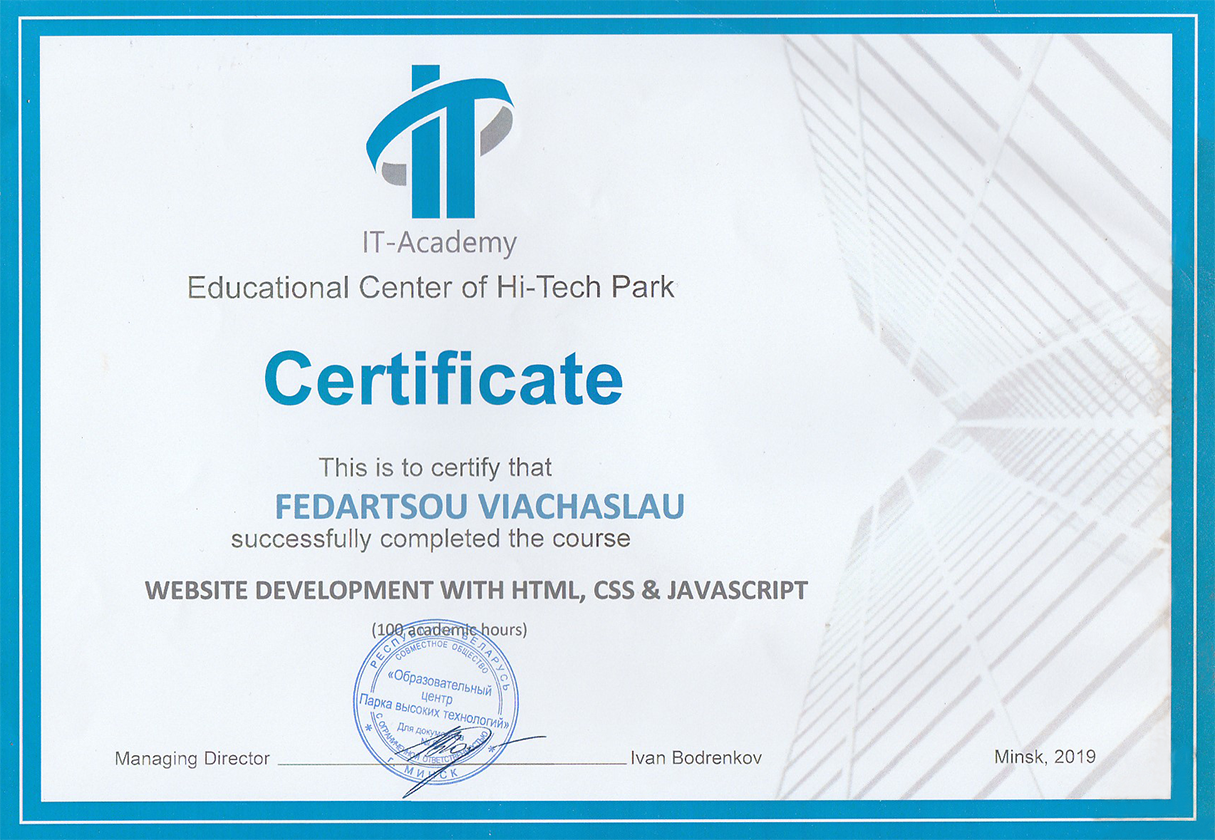 IT
IT-Academy
Educational Center of Hi-Tech Park
Certificate
This is to certify that
FEDARTSOU VIACHASLAU
successfully completed the course
WEBSITE DEVELOPMENT WITH HTML, CSS & JAVASCRIPT
(100 academic hours)
РЕСПУБЛИКА БЕЛАРУСЬ
СОВМЕСТНОЕ ОБЩЕСТВО
«Образовательный
центр
Парка высоких технологий»
Для документов
С ОГРАНИЧЕННОЙ ОТВЕТСТВЕННОСТЬЮ
г. МИНСК
Managing Director
Ivan Bodrenkov
Minsk, 2019